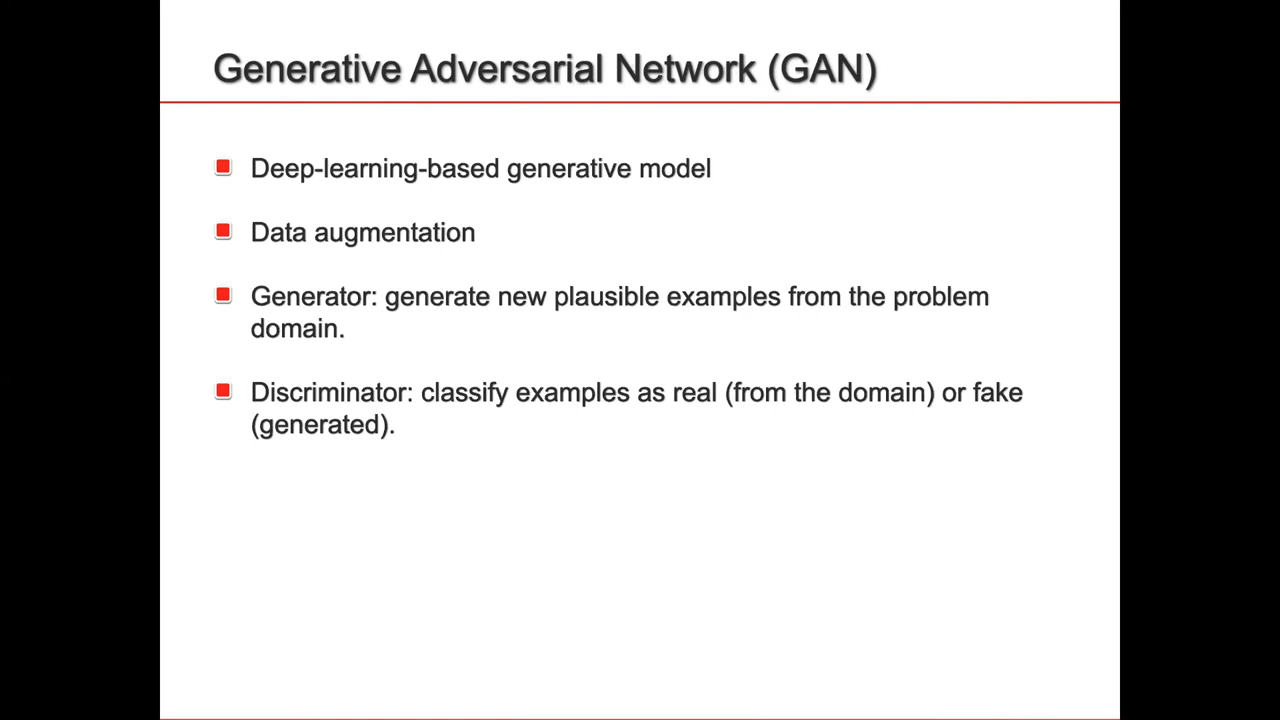 Generative Adversarial Network (GAN)
Deep-learning-based generative model
Data augmentation
Generator: generate new plausible examples from the problem
domain.
Discriminator: classify examples as real (from the domain) or fake
(generated).